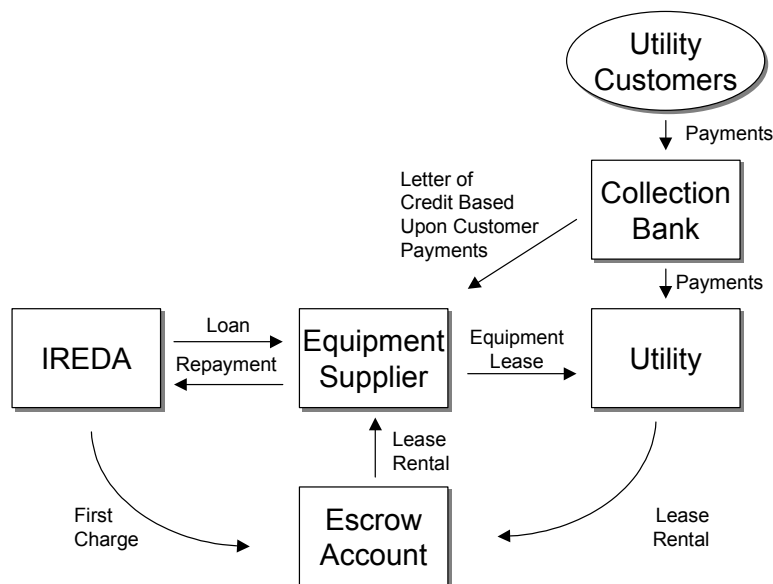 Utility
Customers
Payments
Letter of
Credit Based
Upon Customer
Payments
Collection
Bank
Payments
IREDA
Loan
Repayment
Equipment
Supplier
Equipment
Lease
Utility
Lease
Rental
First
Charge
Escrow
Account
Lease
Rental